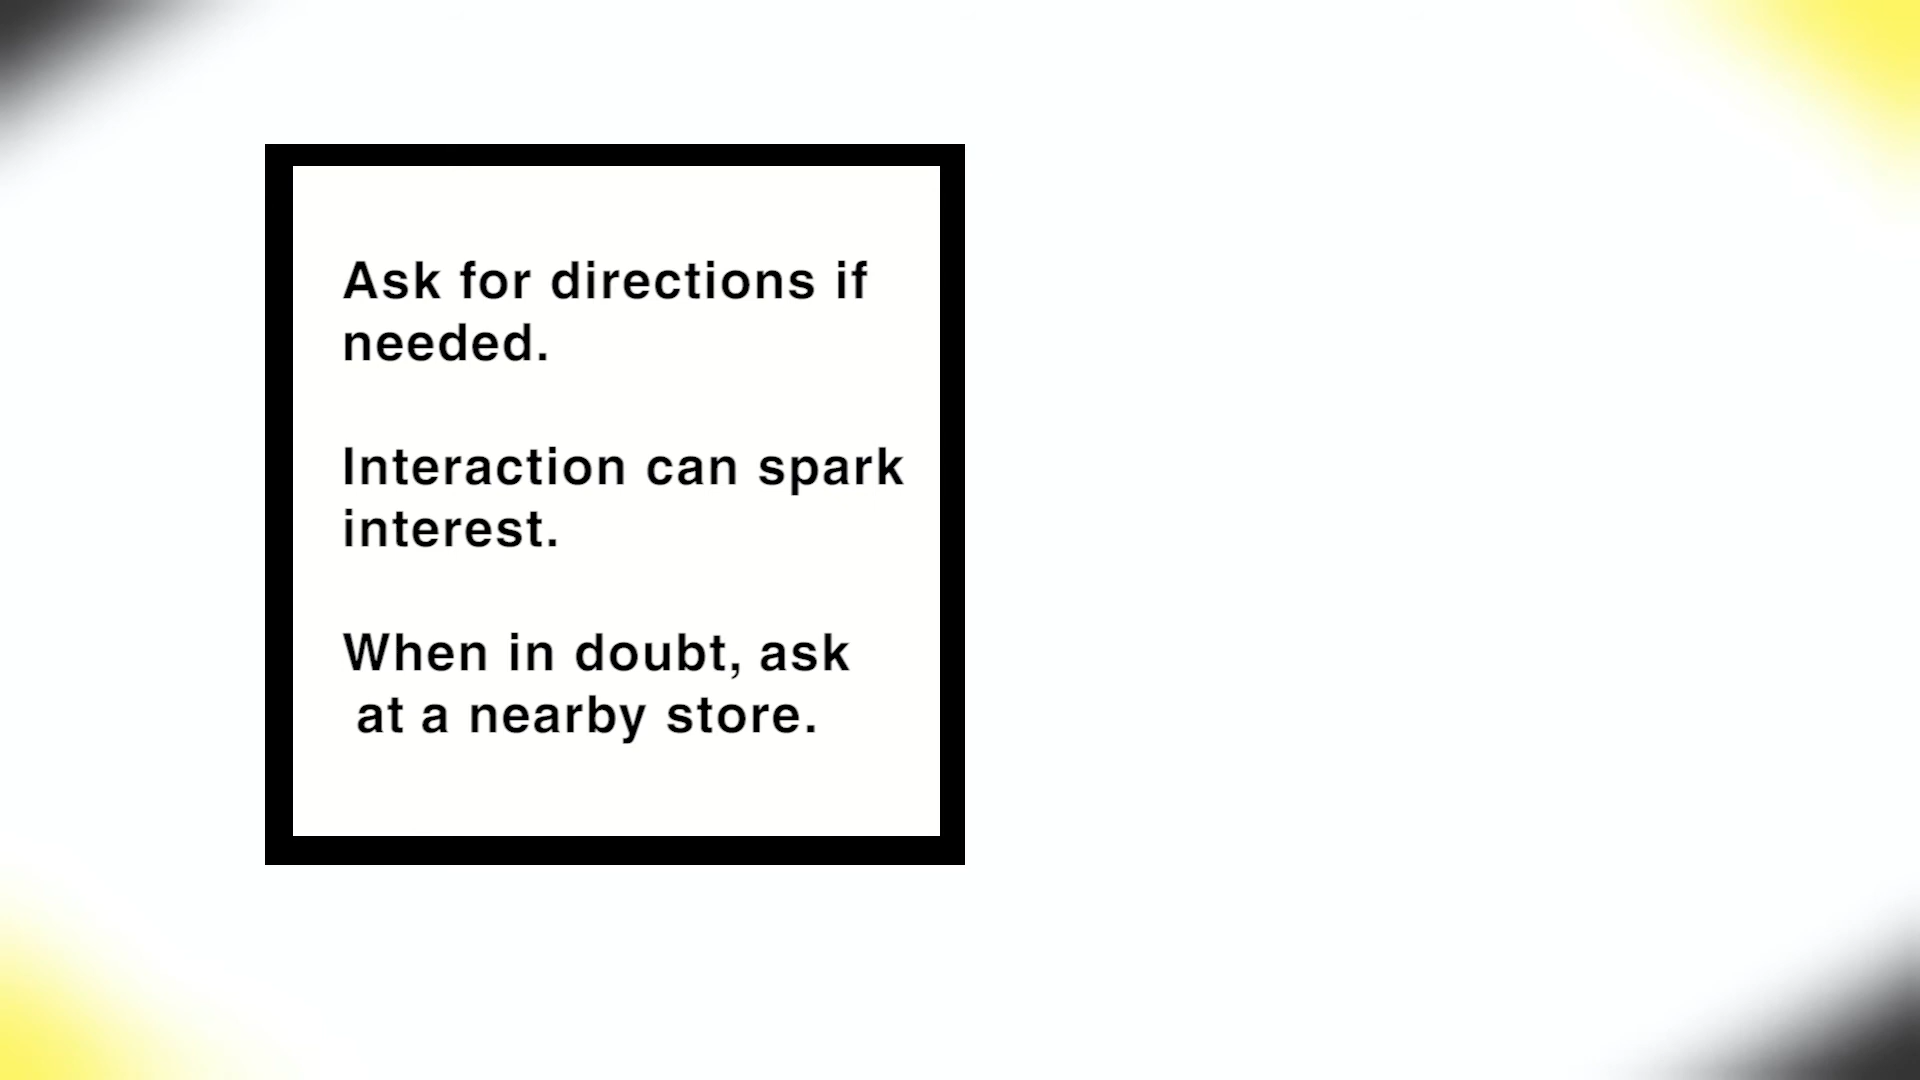 Ask for directions if
needed.
Interaction can spark
interest.
When in doubt, ask
at a nearby store.